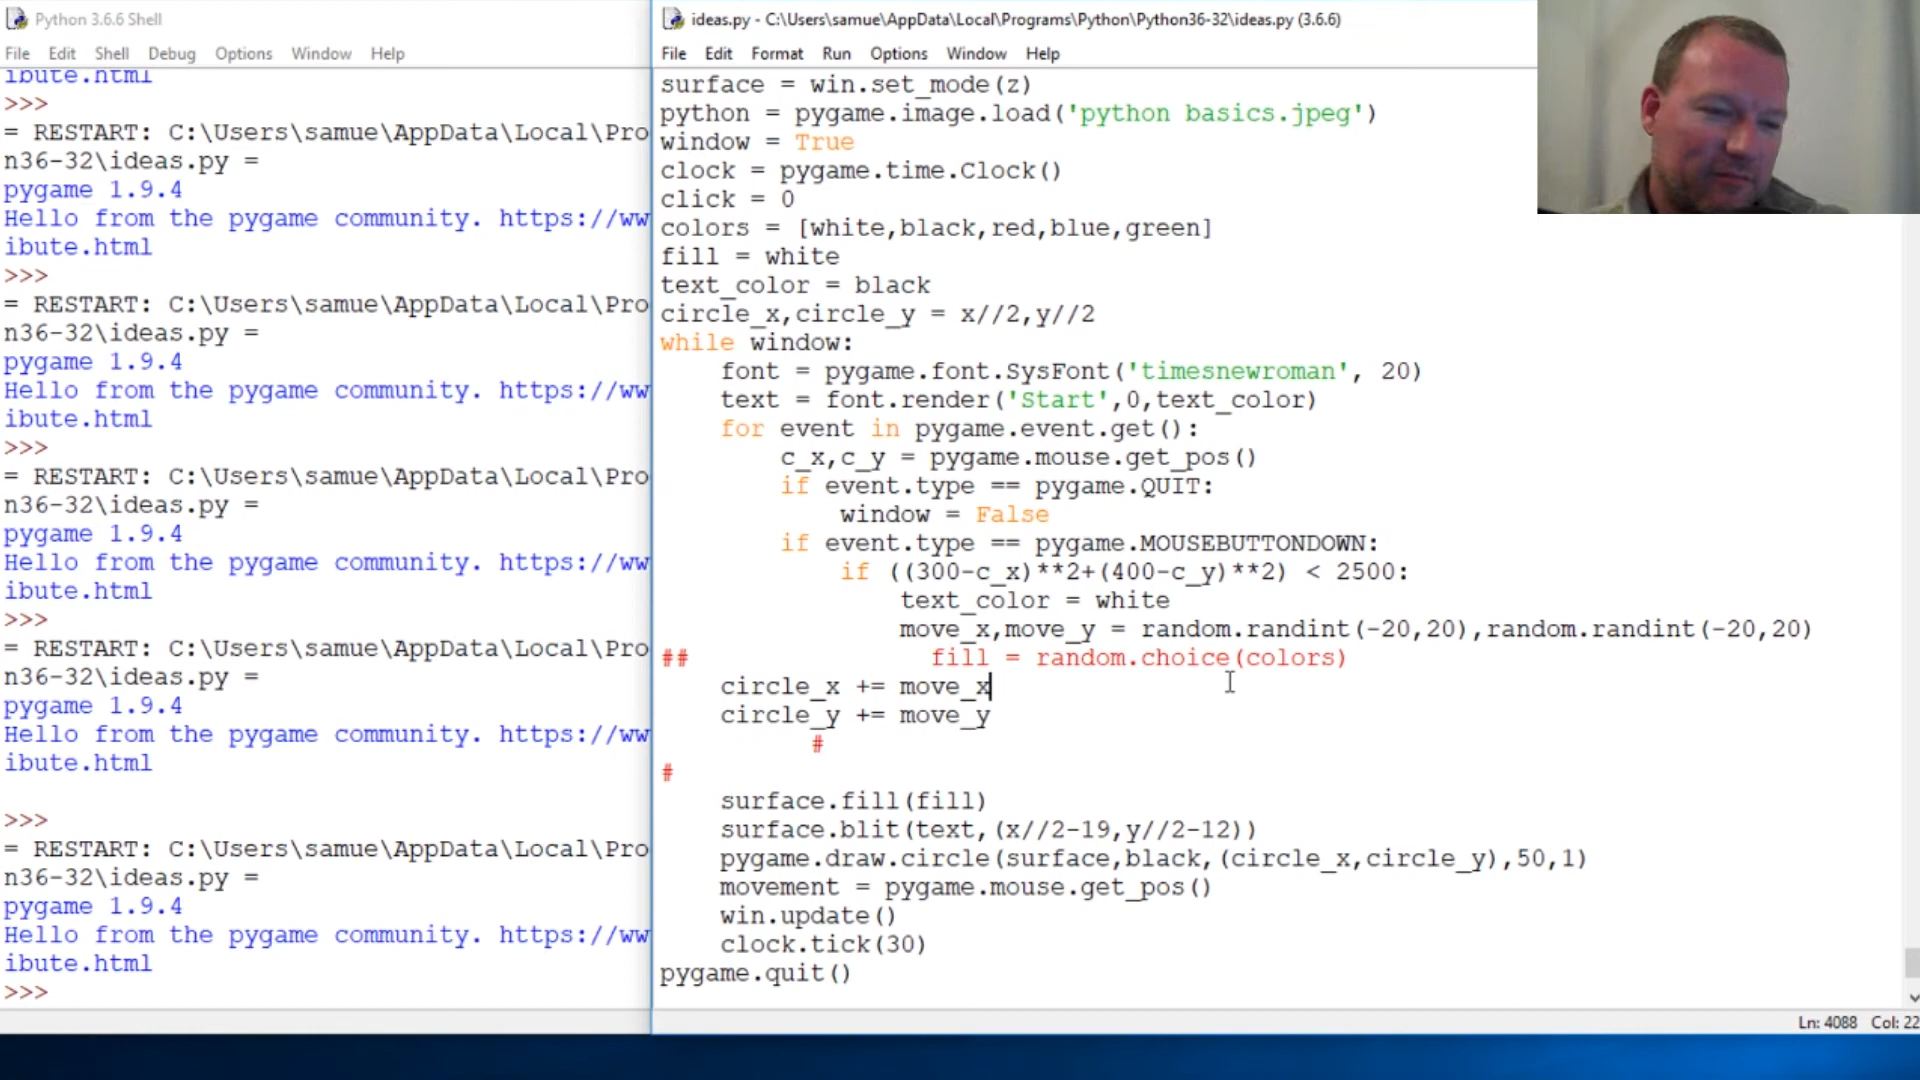 Python 3.6.6 Shell
File Edit Shell Debug Options Window Help
ibute.html
>>>
= RESTART: C:\Users\samue\AppData\Local\Pro
n36-32\ideas.py =
pygame 1.9.4
Hello from the pygame community. https://ww
ibute.html
>>>
= RESTART: C:\Users\samue\AppData\Local\Pro
n36-32\ideas.py =
pygame 1.9.4
Hello from the pygame community. https://ww
ibute.html
>>>
= RESTART: C:\Users\samue\AppData\Local\Pro
n36-32\ideas.py =
pygame 1.9.4
Hello from the pygame community. https://ww
ibute.html
>>>
= RESTART: C:\Users\samue\AppData\Local\Pro
n36-32\ideas.py =
pygame 1.9.4
Hello from the pygame community. https://ww
ibute.html
>>>
= RESTART: C:\Users\samue\AppData\Local\Pro
n36-32\ideas.py =
pygame 1.9.4
Hello from the pygame community. https://ww
ibute.html
>>>
ideas.py - C:\Users\samue\AppData\Local\Programs\Python\Python36-32\ideas.py (3.6.6)
File Edit Format Run Options Window Help
surface = win.set_mode(z)
python = pygame.image.load('python basics.jpeg')
window = True
clock = pygame.time.Clock()
click = 0
colors = [white,black,red,blue,green]
fill = white
text_color = black
circle_x,circle_y = x//2,y//2
while window:
    font = pygame.font.SysFont('timesnewroman', 20)
    text = font.render('Start',0,text_color)
    for event in pygame.event.get():
        c_x,c_y = pygame.mouse.get_pos()
        if event.type == pygame.QUIT:
            window = False
        if event.type == pygame.MOUSEBUTTONDOWN:
            if ((300-c_x)**2+(400-c_y)**2) < 2500:
                text_color = white
                move_x,move_y = random.randint(-20,20),random.randint(-20,20)
##                fill = random.choice(colors)
    circle_x += move_x
    circle_y += move_y
          #
#
    surface.fill(fill)
    surface.blit(text,(x//2-19,y//2-12))
    pygame.draw.circle(surface,black,(circle_x,circle_y),50,1)
    movement = pygame.mouse.get_pos()
    win.update()
    clock.tick(30)
pygame.quit()
Ln: 4088 Col: 22